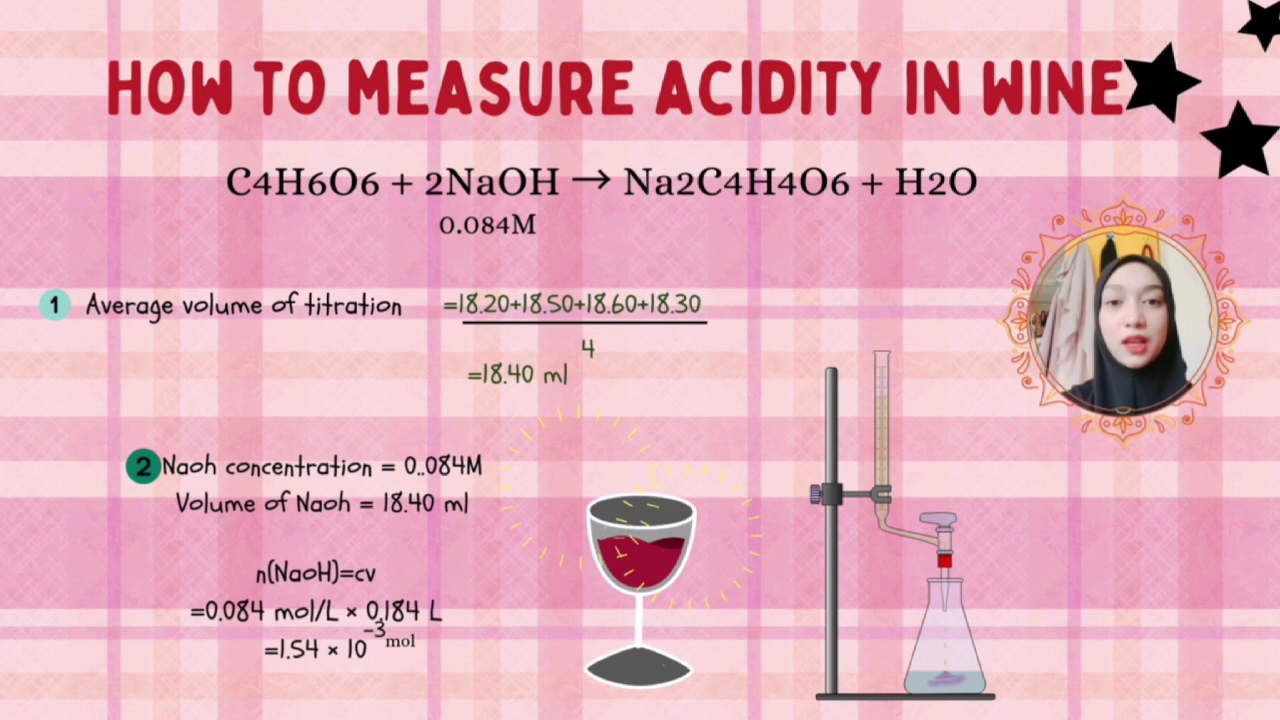 HOW TO MEASURE ACIDITY IN WINE
C4H6O6 + 2NaOH → Na2C4H4O6 + H2O
0.084M
1 Average volume of titration =18.20+18.50+18.60+18.30
4
=18.40 ml
2 Naoh concentration = 0..084M
Volume of Naoh = 18.40 ml
n(NaOH)=cv
=0.084 mol/L × 0,184 L
=1.54 × 10 -3 mol